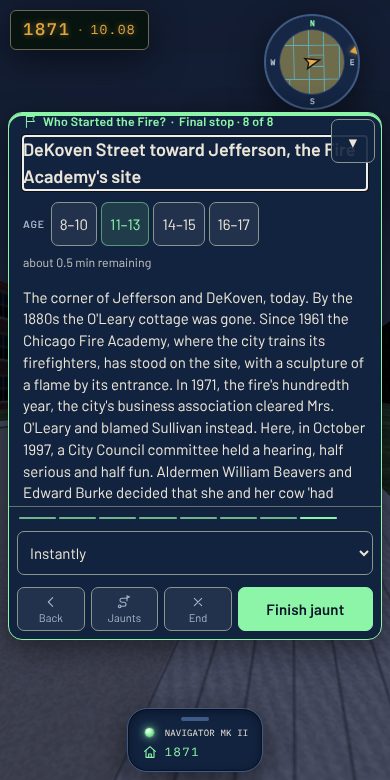 1871 · 10.08
N
W
E
S
Who Started the Fire? · Final stop · 8 of 8
DeKoven Street toward Jefferson, the Fire
Academy's site
AGE 8–10 11–13 14–15 16–17
about 0.5 min remaining
The corner of Jefferson and DeKoven, today. By the
1880s the O'Leary cottage was gone. Since 1961 the
Chicago Fire Academy, where the city trains its
firefighters, has stood on the site, with a sculpture of
a flame by its entrance. In 1971, the fire's hundredth
year, the city's business association cleared Mrs.
O'Leary and blamed Sullivan instead. Here, in October
1997, a City Council committee held a hearing, half
serious and half fun. Aldermen William Beavers and
Edward Burke decided that she and her cow 'had
Instantly
Back Jaunts End Finish jaunt
NAVIGATOR MK II
1871